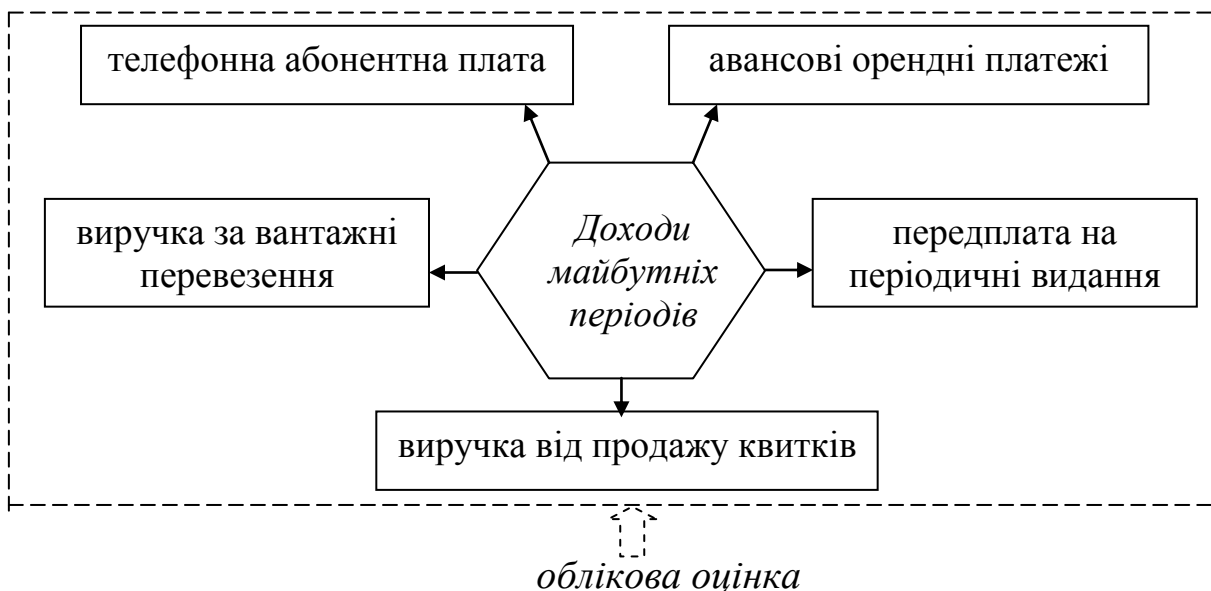 телефонна абонентна плата
авансові орендні платежі
виручка за вантажні
перевезення
Доходи
майбутніх
періодів
передплата на
періодичні видання
виручка від продажу квитків
облікова оцінка